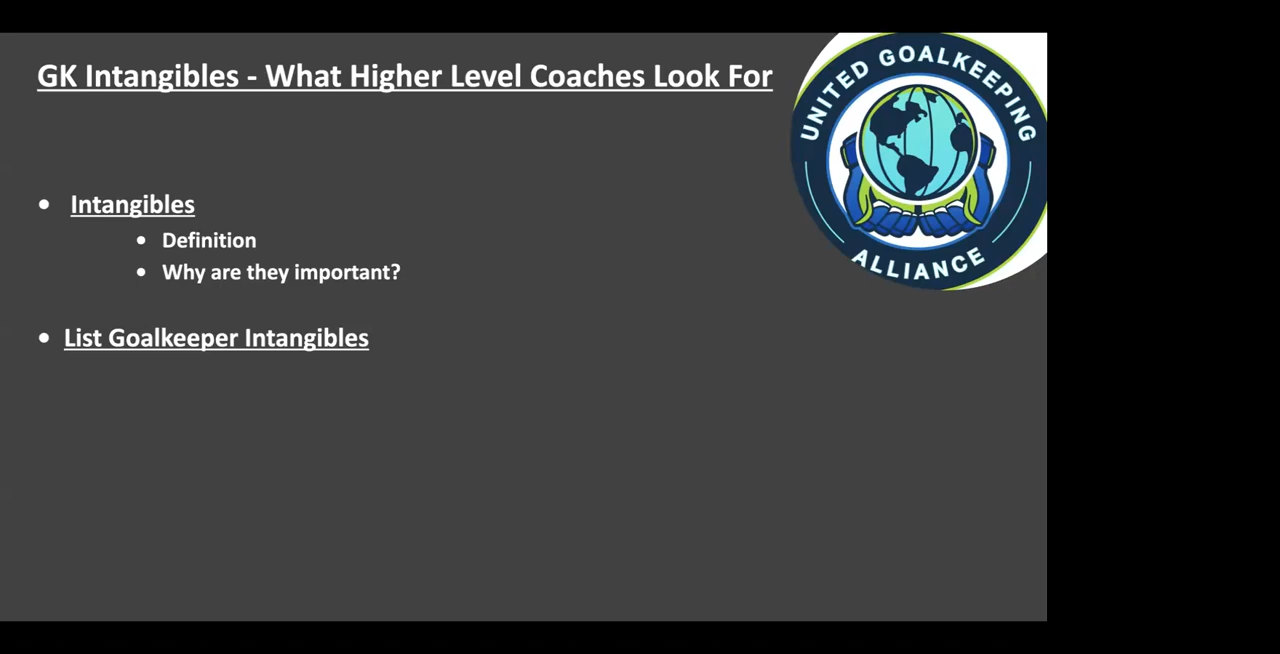 GK Intangibles - What Higher Level Coaches Look For
UNITED GOALKEEPING
ALLIANCE
• Intangibles
• Definition
• Why are they important?
• List Goalkeeper Intangibles